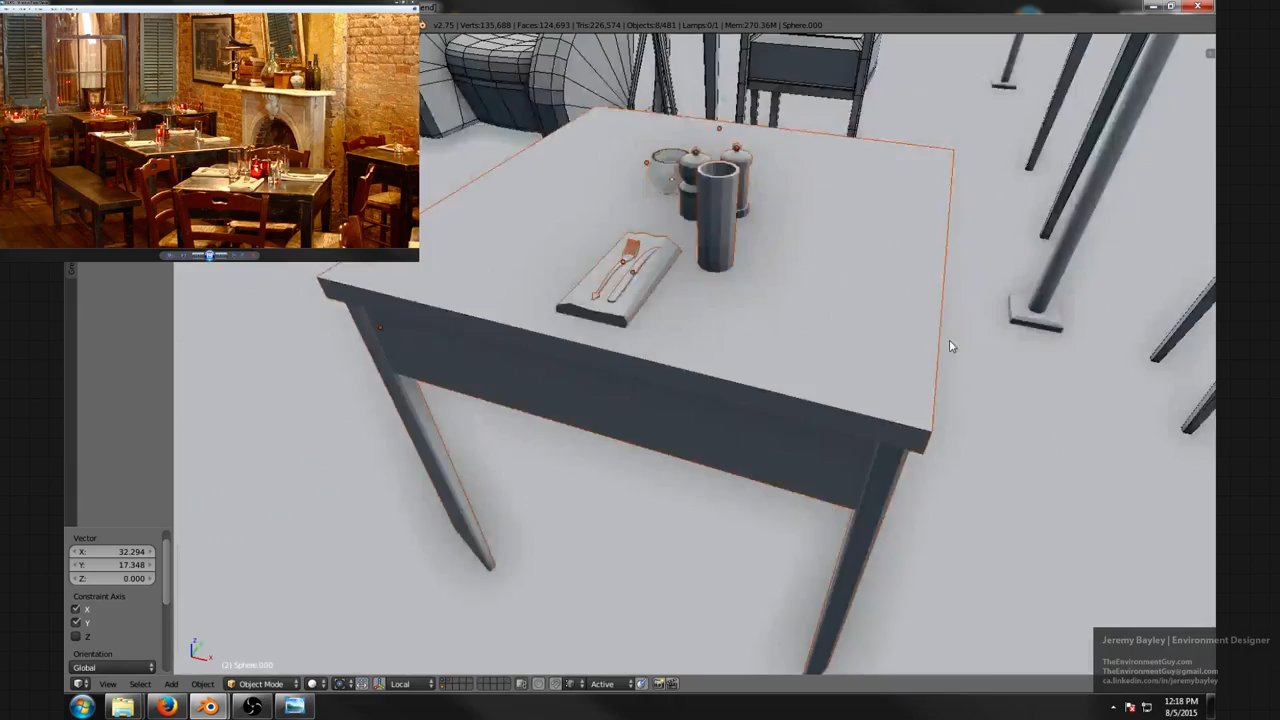 end]
v2.75 | Verts:135,688 | Faces:124,693 | Tris:226,574 | Objects:8/481 | Lamps:0/1 | Mem:270.36M | Sphere.000
Gre
Vector
X: 32.294
Y: 17.348
Z: 0.000
Constraint Axis
X
Y
Z
Orientation
Global
z
x
(2) Sphere.000
View Select Add Object Object Mode Local Active
Jeremy Bayley | Environment Designer
TheEnvironmentGuy.com
TheEnvironmentGuy@gmail.com
ca.linkedin.com/in/jeremybayley
12:18 PM
8/5/2015